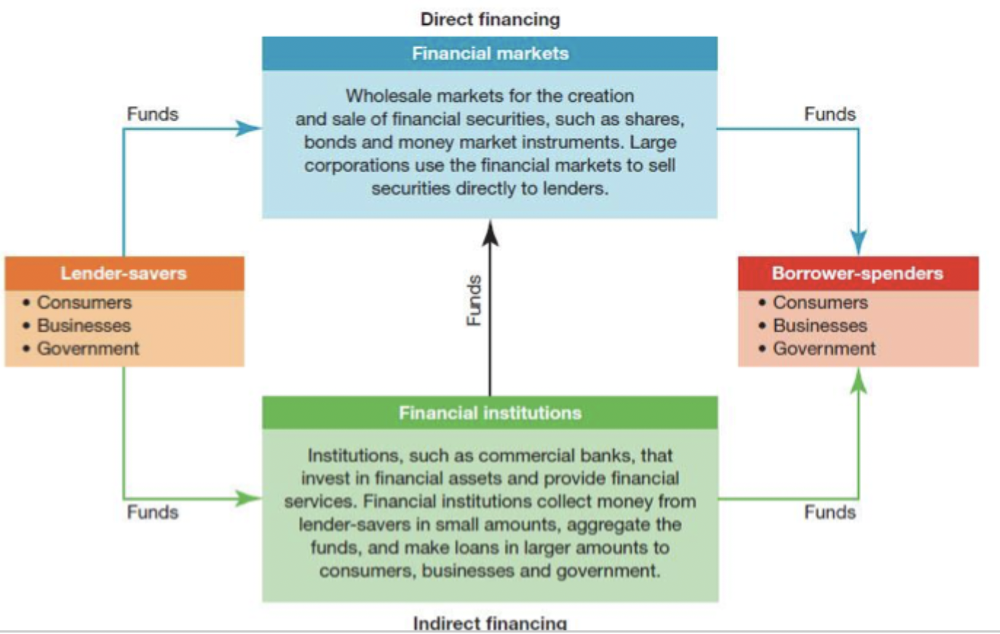 Direct financing
Financial markets
Wholesale markets for the creation
and sale of financial securities, such as shares,
bonds and money market instruments. Large
corporations use the financial markets to sell
securities directly to lenders.
Funds
Funds
Lender-savers
• Consumers
• Businesses
• Government
Funds
Borrower-spenders
• Consumers
• Businesses
• Government
Financial institutions
Institutions, such as commercial banks, that
invest in financial assets and provide financial
services. Financial institutions collect money from
lender-savers in small amounts, aggregate the
funds, and make loans in larger amounts to
consumers, businesses and government.
Funds
Funds
Indirect financing